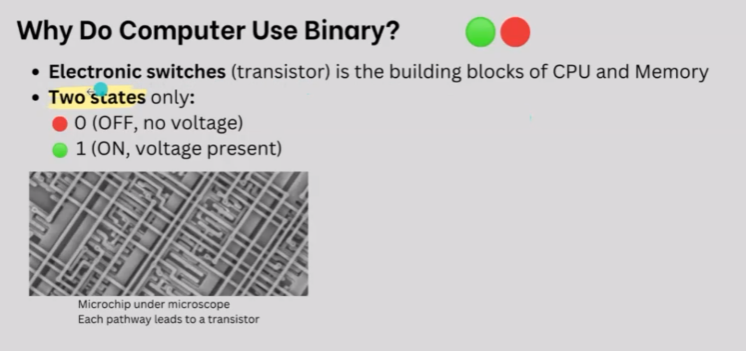 Why Do Computer Use Binary?
• Electronic switches (transistor) is the building blocks of CPU and Memory
• Two states only:
0 (OFF, no voltage)
1 (ON, voltage present)
Microchip under microscope
Each pathway leads to a transistor